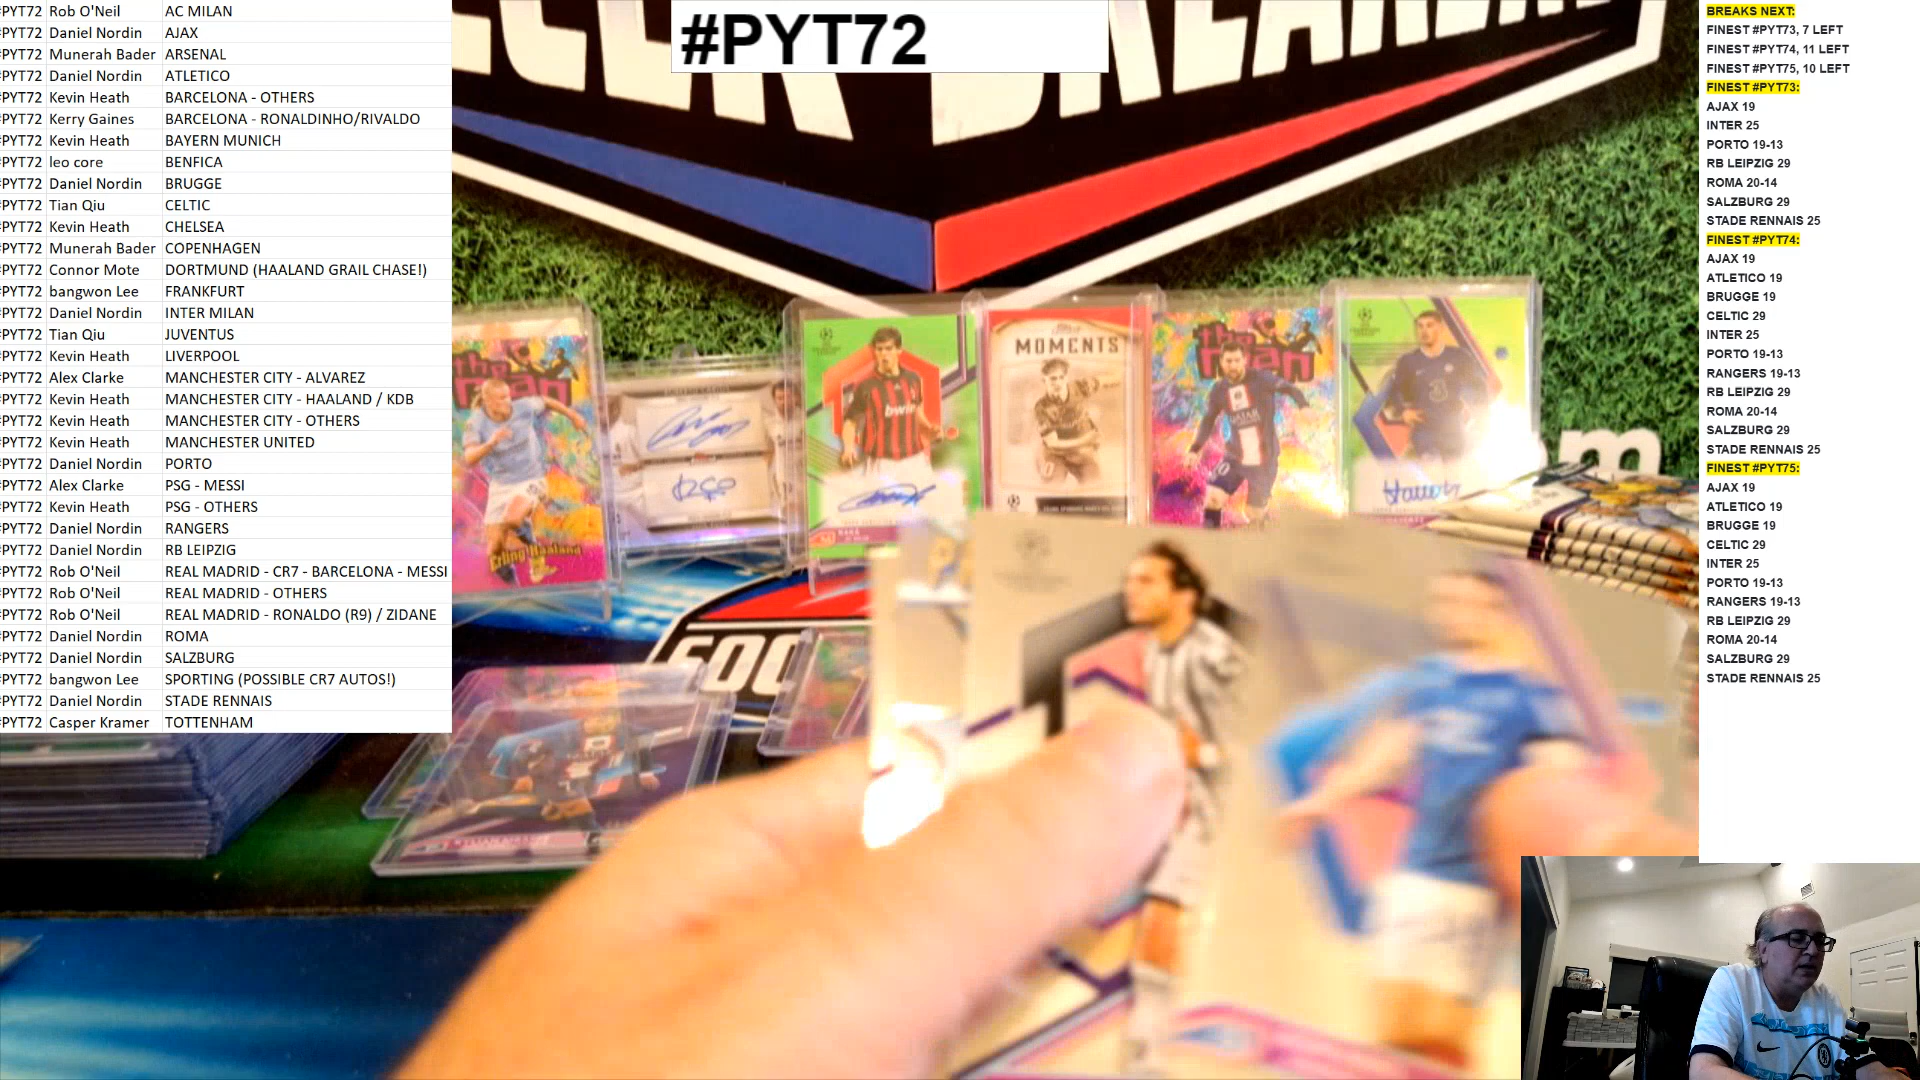 #PYT72 Rob O'Neil AC MILAN
#PYT72 Daniel Nordin AJAX
#PYT72 Munerah Bader ARSENAL
#PYT72 Daniel Nordin ATLETICO
#PYT72 Kevin Heath BARCELONA - OTHERS
#PYT72 Kerry Gaines BARCELONA - RONALDINHO/RIVALDO
#PYT72 Kevin Heath BAYERN MUNICH
#PYT72 leo core BENFICA
#PYT72 Daniel Nordin BRUGGE
#PYT72 Tian Qiu CELTIC
#PYT72 Kevin Heath CHELSEA
#PYT72 Munerah Bader COPENHAGEN
#PYT72 Connor Mote DORTMUND (HAALAND GRAIL CHASE!)
#PYT72 bangwon Lee FRANKFURT
#PYT72 Daniel Nordin INTER MILAN
#PYT72 Tian Qiu JUVENTUS
#PYT72 Kevin Heath LIVERPOOL
#PYT72 Alex Clarke MANCHESTER CITY - ALVAREZ
#PYT72 Kevin Heath MANCHESTER CITY - HAALAND / KDB
#PYT72 Kevin Heath MANCHESTER CITY - OTHERS
#PYT72 Kevin Heath MANCHESTER UNITED
#PYT72 Daniel Nordin PORTO
#PYT72 Alex Clarke PSG - MESSI
#PYT72 Kevin Heath PSG - OTHERS
#PYT72 Daniel Nordin RANGERS
#PYT72 Daniel Nordin RB LEIPZIG
#PYT72 Rob O'Neil REAL MADRID - CR7 - BARCELONA - MESSI
#PYT72 Rob O'Neil REAL MADRID - OTHERS
#PYT72 Rob O'Neil REAL MADRID - RONALDO (R9) / ZIDANE
#PYT72 Daniel Nordin ROMA
#PYT72 Daniel Nordin SALZBURG
#PYT72 bangwon Lee SPORTING (POSSIBLE CR7 AUTOS!)
#PYT72 Daniel Nordin STADE RENNAIS
#PYT72 Casper Kramer TOTTENHAM
#PYT72
the man
Erling Haaland
bwin
MOMENTS
the man
BREAKS NEXT:
FINEST #PYT73, 7 LEFT
FINEST #PYT74, 11 LEFT
FINEST #PYT75, 10 LEFT
FINEST #PYT73:
AJAX 19
INTER 25
PORTO 19-13
RB LEIPZIG 29
ROMA 20-14
SALZBURG 29
STADE RENNAIS 25
FINEST #PYT74:
AJAX 19
ATLETICO 19
BRUGGE 19
CELTIC 29
INTER 25
PORTO 19-13
RANGERS 19-13
RB LEIPZIG 29
ROMA 20-14
SALZBURG 29
STADE RENNAIS 25
FINEST #PYT75:
AJAX 19
ATLETICO 19
BRUGGE 19
CELTIC 29
INTER 25
PORTO 19-13
RANGERS 19-13
RB LEIPZIG 29
ROMA 20-14
SALZBURG 29
STADE RENNAIS 25